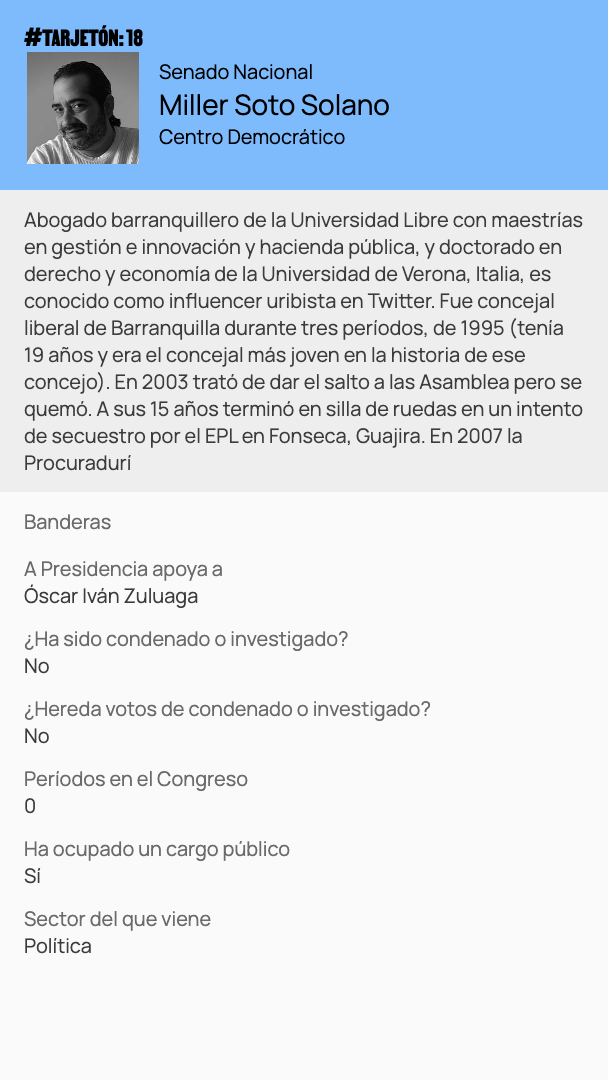 #TARJETÓN: 18
Senado Nacional
Miller Soto Solano
Centro Democrático
Abogado barranquillero de la Universidad Libre con maestrías
en gestión e innovación y hacienda pública, y doctorado en
derecho y economía de la Universidad de Verona, Italia, es
conocido como influencer uribista en Twitter. Fue concejal
liberal de Barranquilla durante tres períodos, de 1995 (tenía
19 años y era el concejal más joven en la historia de ese
concejo). En 2003 trató de dar el salto a las Asamblea pero se
quemó. A sus 15 años terminó en silla de ruedas en un intento
de secuestro por el EPL en Fonseca, Guajira. En 2007 la
Procuradurí
Banderas
A Presidencia apoya a
Óscar Iván Zuluaga
¿Ha sido condenado o investigado?
No
¿Hereda votos de condenado o investigado?
No
Períodos en el Congreso
0
Ha ocupado un cargo público
Sí
Sector del que viene
Política